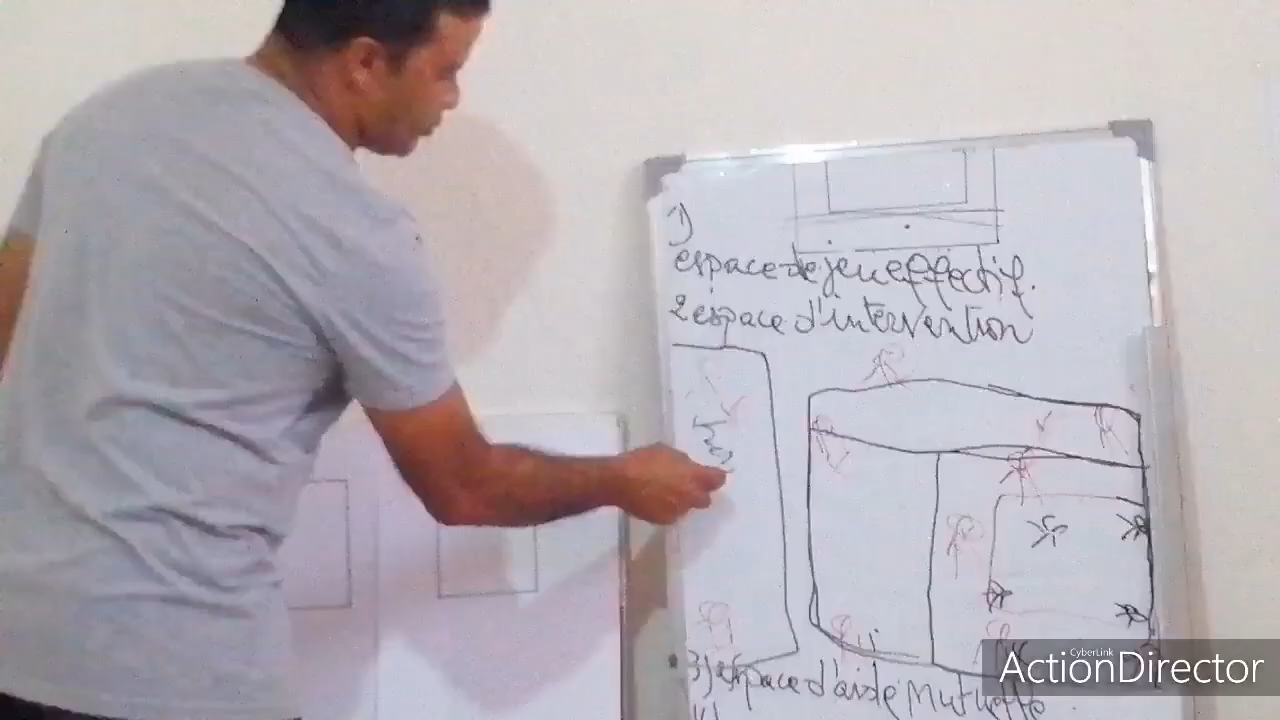 1)
espace de jeu effectif.
2 espace d'intervention
3) espace d'aide Mutuelle
CyberLink
ActionDirector